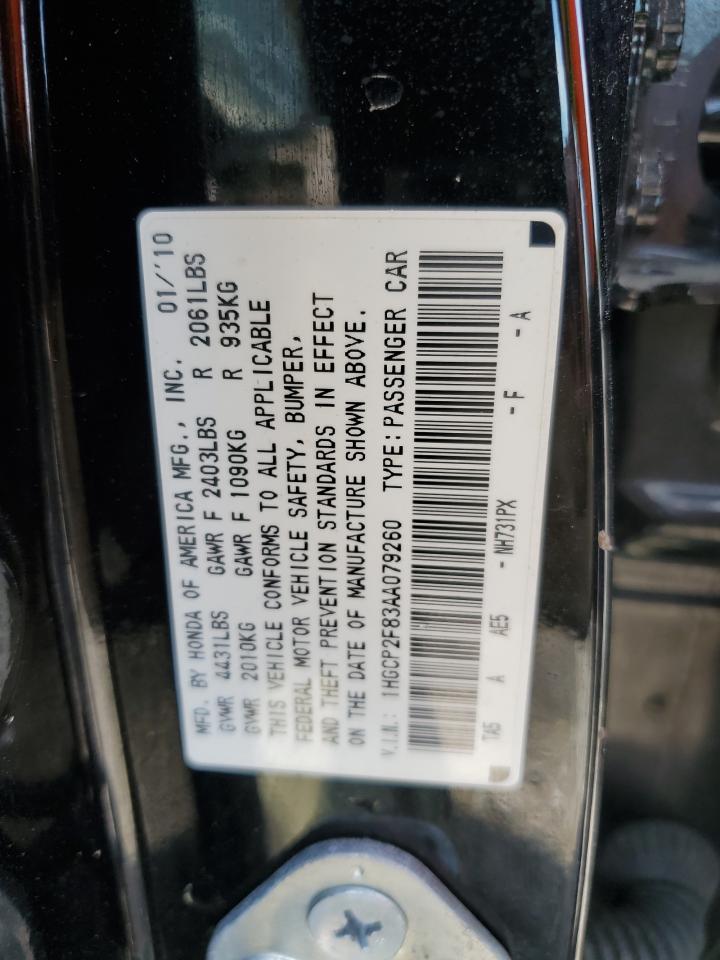 MFD. BY HONDA OF AMERICA MFG., INC. 01/'10
GVWR 4431LBS GAWR F 2403LBS R 2061LBS
GVWR 2010KG GAWR F 1090KG R 935KG
THIS VEHICLE CONFORMS TO ALL APPLICABLE
FEDERAL MOTOR VEHICLE SAFETY, BUMPER,
AND THEFT PREVENTION STANDARDS IN EFFECT
ON THE DATE OF MANUFACTURE SHOWN ABOVE.
V.I.N.: 1HGCP2F83AA079260 TYPE: PASSENGER CAR
TA5 A AE5 - NH731PX - F - A